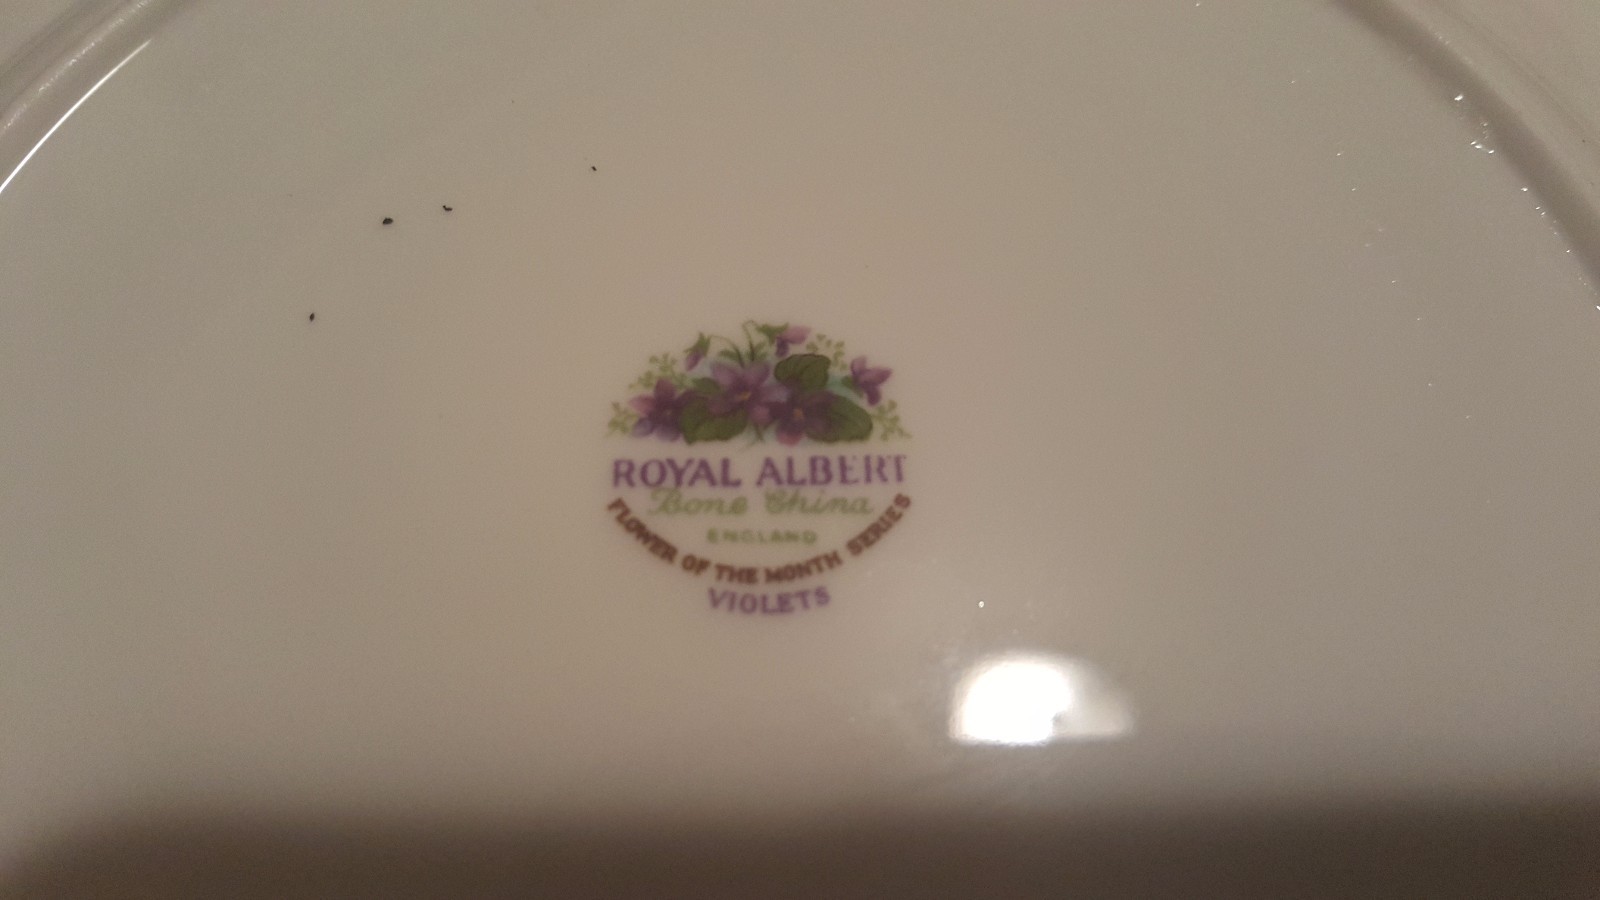 ROYAL ALBERT
Bone China
ENGLAND
FLOWER OF THE MONTH SERIES
VIOLETS